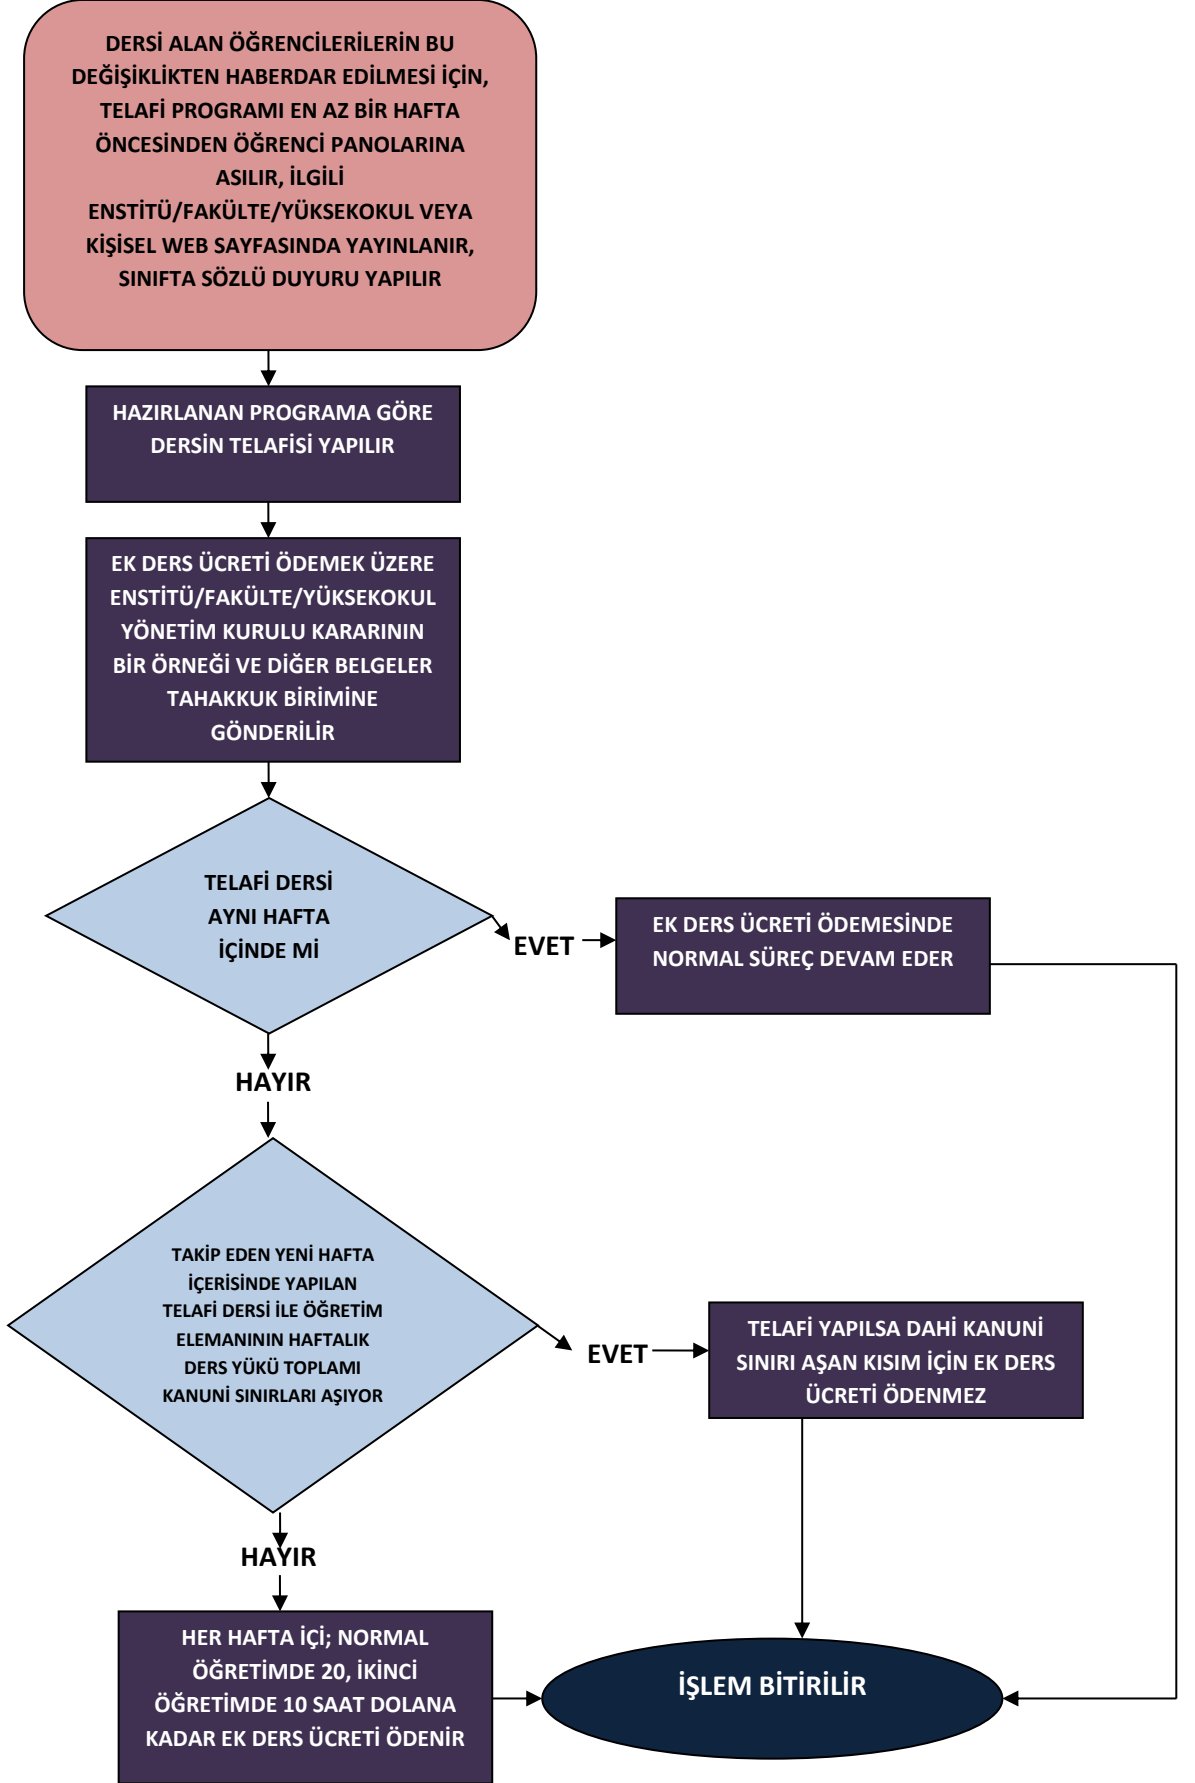 DERSİ ALAN ÖĞRENCİLERİLERİN BU
DEĞİŞİKLİKTEN HABERDAR EDİLMESİ İÇİN,
TELAFİ PROGRAMI EN AZ BİR HAFTA
ÖNCESİNDEN ÖĞRENCİ PANOLARINA
ASILIR, İLGİLİ
ENSTİTÜ/FAKÜLTE/YÜKSEKOKUL VEYA
KİŞİSEL WEB SAYFASINDA YAYINLANIR,
SINIFTA SÖZLÜ DUYURU YAPILIR
HAZIRLANAN PROGRAMA GÖRE
DERSİN TELAFİSİ YAPILIR
EK DERS ÜCRETİ ÖDEMEK ÜZERE
ENSTİTÜ/FAKÜLTE/YÜKSEKOKUL
YÖNETİM KURULU KARARININ
BİR ÖRNEĞİ VE DİĞER BELGELER
TAHAKKUK BİRİMİNE
GÖNDERİLİR
TELAFİ DERSİ
AYNI HAFTA
İÇİNDE Mİ
EVET
EK DERS ÜCRETİ ÖDEMESİNDE
NORMAL SÜREÇ DEVAM EDER
HAYIR
TAKİP EDEN YENİ HAFTA
İÇERİSİNDE YAPILAN
TELAFİ DERSİ İLE ÖĞRETİM
ELEMANININ HAFTALIK
DERS YÜKÜ TOPLAMI
KANUNİ SINIRLARI AŞIYOR
EVET
TELAFİ YAPILSA DAHİ KANUNİ
SINIRI AŞAN KISIM İÇİN EK DERS
ÜCRETİ ÖDENMEZ
HAYIR
HER HAFTA İÇİ; NORMAL
ÖĞRETİMDE 20, İKİNCİ
ÖĞRETİMDE 10 SAAT DOLANA
KADAR EK DERS ÜCRETİ ÖDENİR
İŞLEM BİTİRİLİR